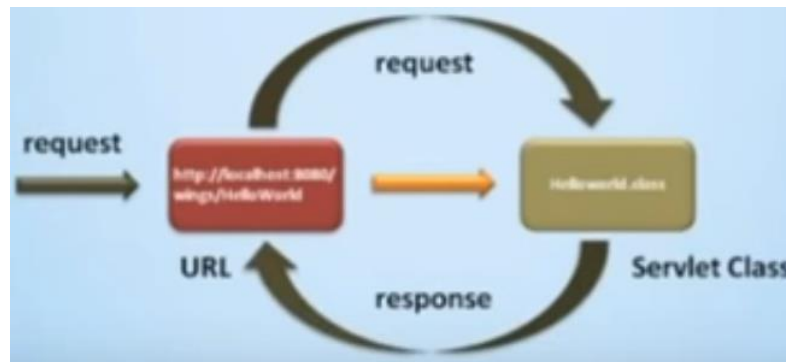 request
request
http://localhost:8080/
wings/HelloWorld
Helloworld.class
URL
Servlet Class
response